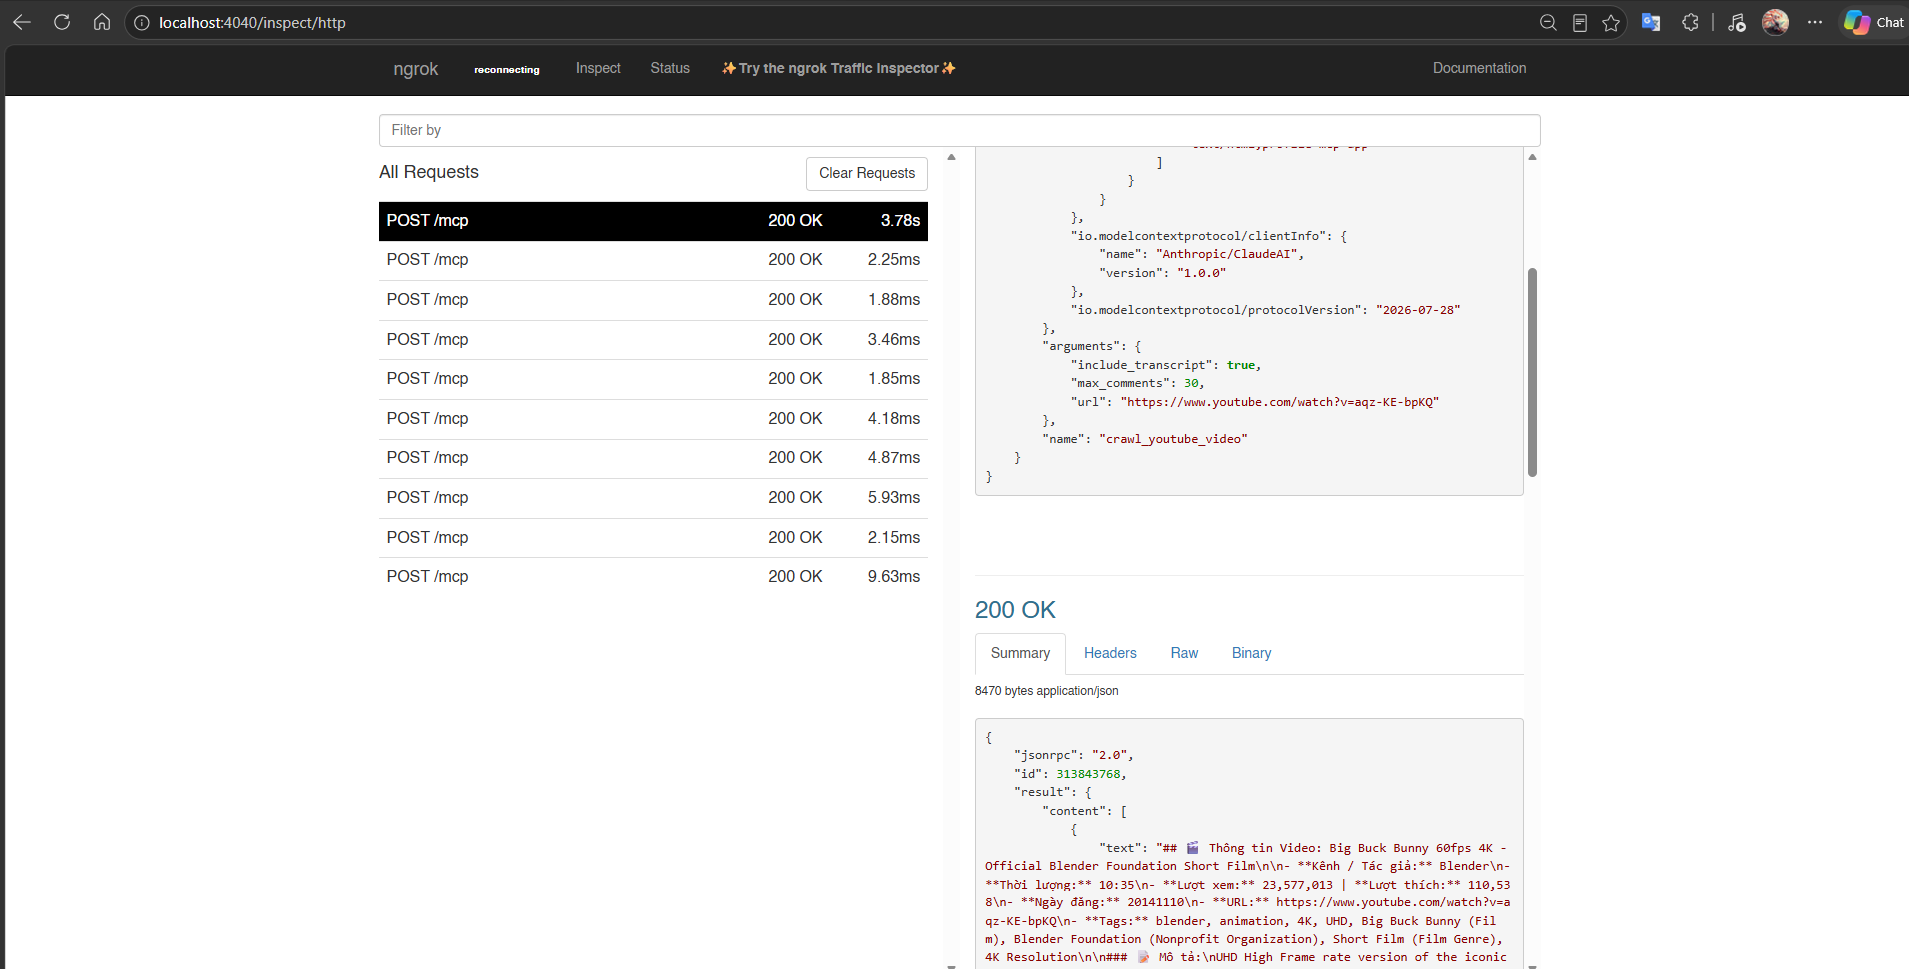 localhost:4040/inspect/http
Chat
ngrok
reconnecting
Inspect
Status
✨Try the ngrok Traffic Inspector✨
Documentation
Filter by
All Requests
Clear Requests
POST /mcp 200 OK 3.78s
POST /mcp 200 OK 2.25ms
POST /mcp 200 OK 1.88ms
POST /mcp 200 OK 3.46ms
POST /mcp 200 OK 1.85ms
POST /mcp 200 OK 4.18ms
POST /mcp 200 OK 4.87ms
POST /mcp 200 OK 5.93ms
POST /mcp 200 OK 2.15ms
POST /mcp 200 OK 9.63ms
]
}
}
},
"io.modelcontextprotocol/clientInfo": {
"name": "Anthropic/ClaudeAI",
"version": "1.0.0"
},
"io.modelcontextprotocol/protocolVersion": "2026-07-28"
},
"arguments": {
"include_transcript": true,
"max_comments": 30,
"url": "https://www.youtube.com/watch?v=aqz-KE-bpKQ"
},
"name": "crawl_youtube_video"
}
}
200 OK
Summary
Headers
Raw
Binary
8470 bytes application/json
{
"jsonrpc": "2.0",
"id": 313843768,
"result": {
"content": [
{
"text": "## 🎬 Thông tin Video: Big Buck Bunny 60fps 4K -
Official Blender Foundation Short Film\n\n- **Kênh / Tác giả:** Blender\n-
**Thời lượng:** 10:35\n- **Lượt xem:** 23,577,013 | **Lượt thích:** 110,53
8\n- **Ngày đăng:** 20141110\n- **URL:** https://www.youtube.com/watch?v=a
qz-KE-bpKQ\n- **Tags:** blender, animation, 4K, UHD, Big Buck Bunny (Fil
m), Blender Foundation (Nonprofit Organization), Short Film (Film Genre),
4K Resolution\n\n### 📝 Mô tả:\nUHD High Frame rate version of the iconic